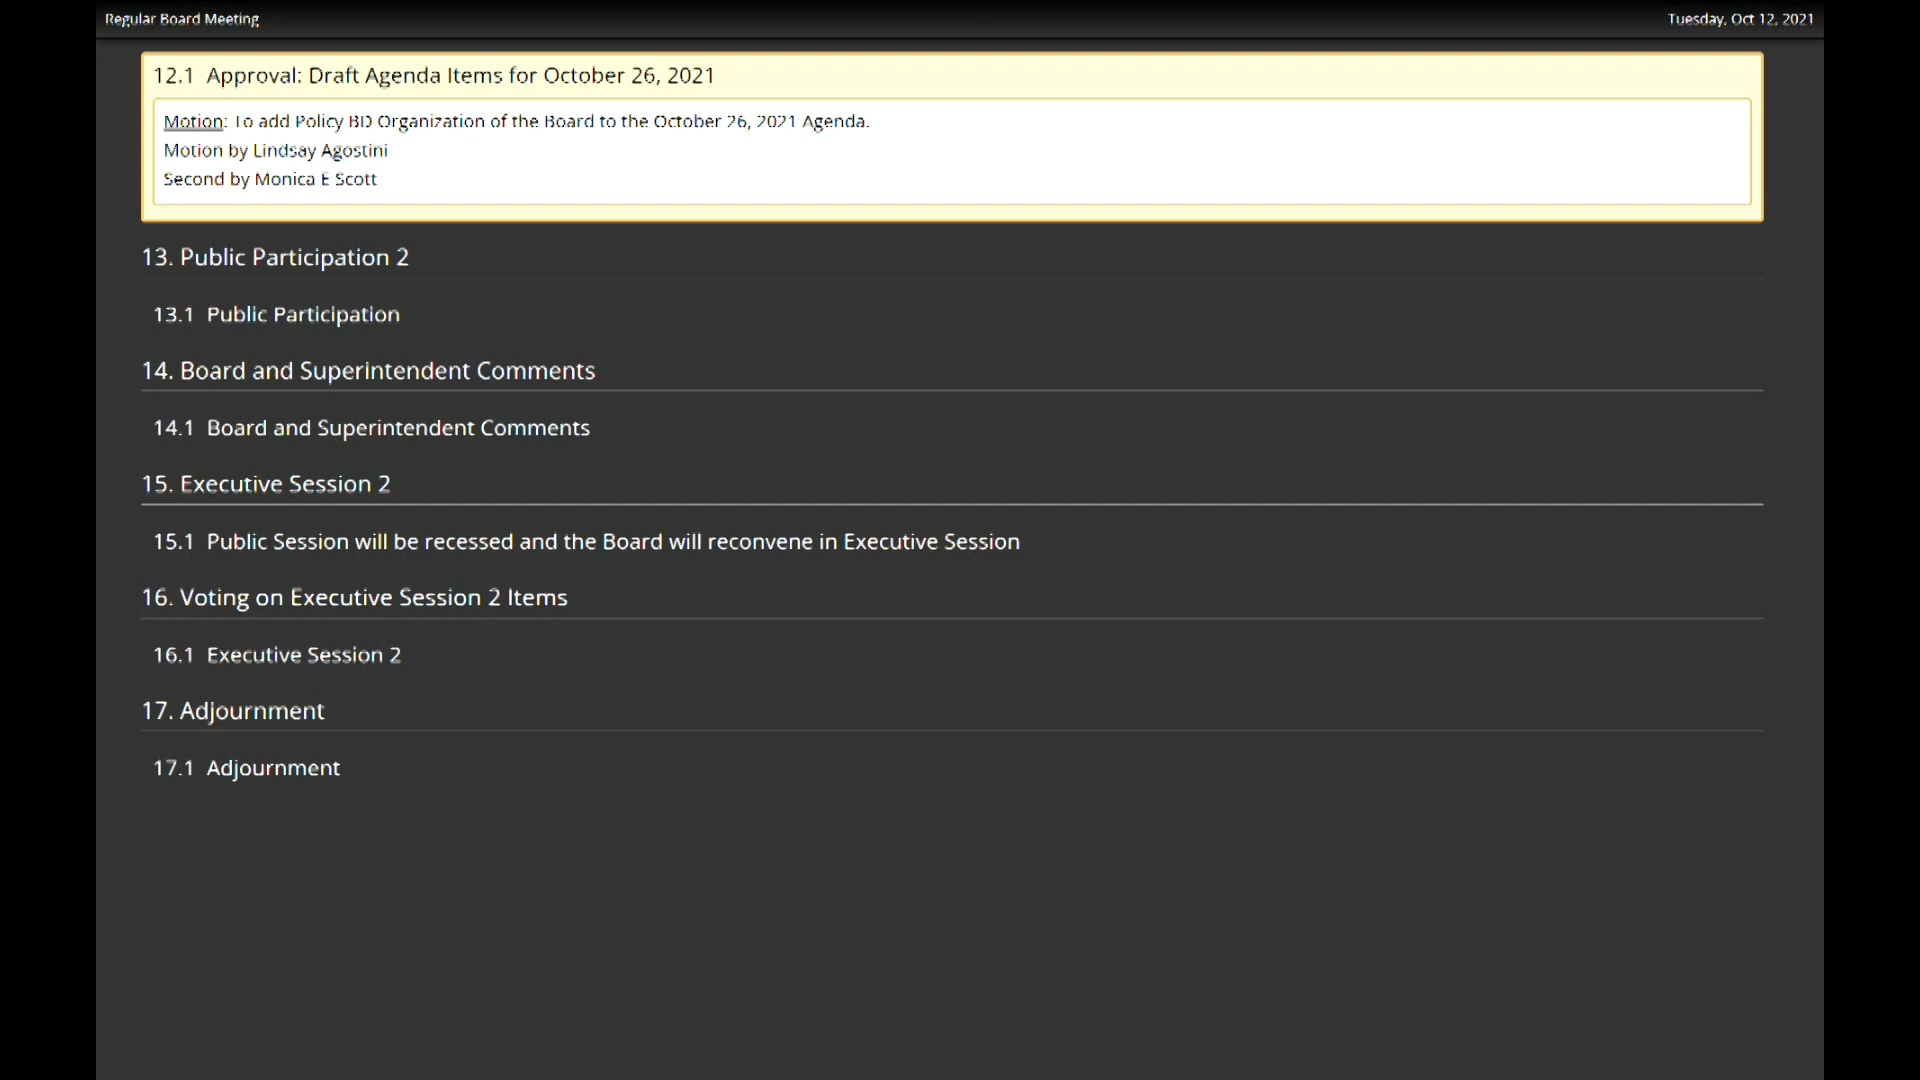 Regular Board Meeting
Tuesday, Oct 12, 2021
12.1 Approval: Draft Agenda Items for October 26, 2021
Motion: To add Policy BD Organization of the Board to the October 26, 2021 Agenda.
Motion by Lindsay Agostini
Second by Monica E Scott
13. Public Participation 2
13.1 Public Participation
14. Board and Superintendent Comments
14.1 Board and Superintendent Comments
15. Executive Session 2
15.1 Public Session will be recessed and the Board will reconvene in Executive Session
16. Voting on Executive Session 2 Items
16.1 Executive Session 2
17. Adjournment
17.1 Adjournment